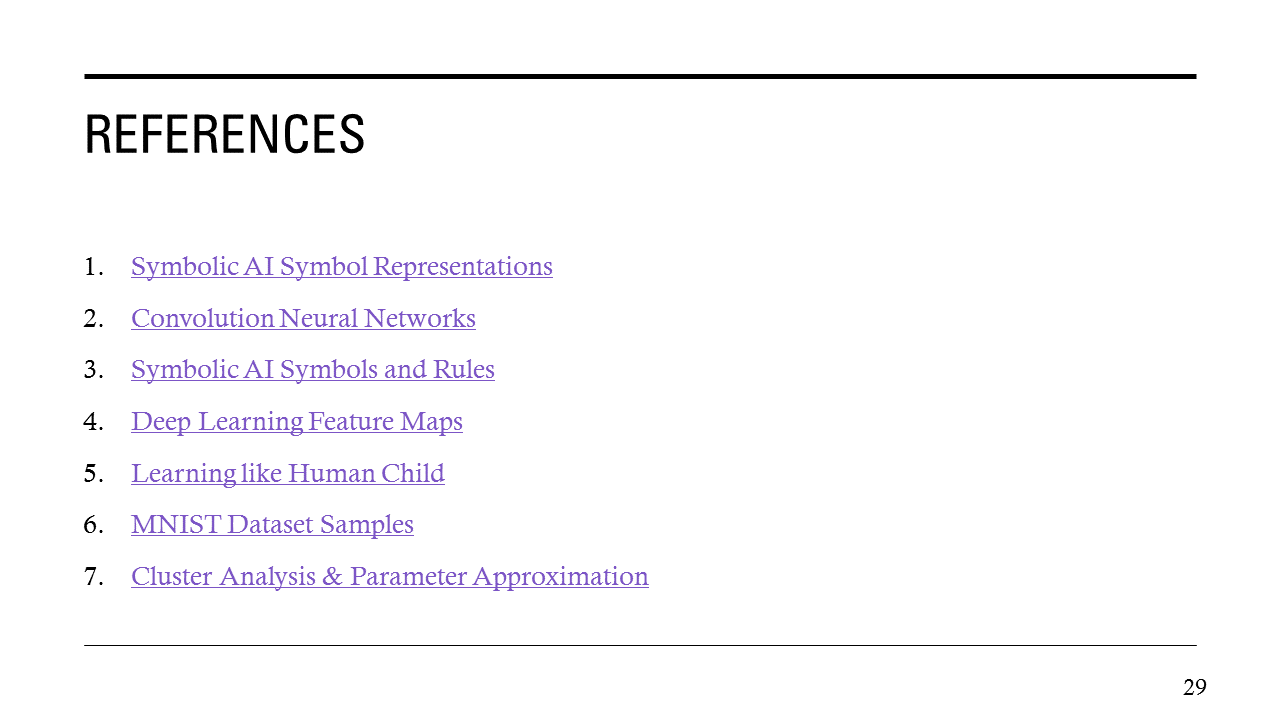 REFERENCES
1. Symbolic AI Symbol Representations
2. Convolution Neural Networks
3. Symbolic AI Symbols and Rules
4. Deep Learning Feature Maps
5. Learning like Human Child
6. MNIST Dataset Samples
7. Cluster Analysis & Parameter Approximation
29